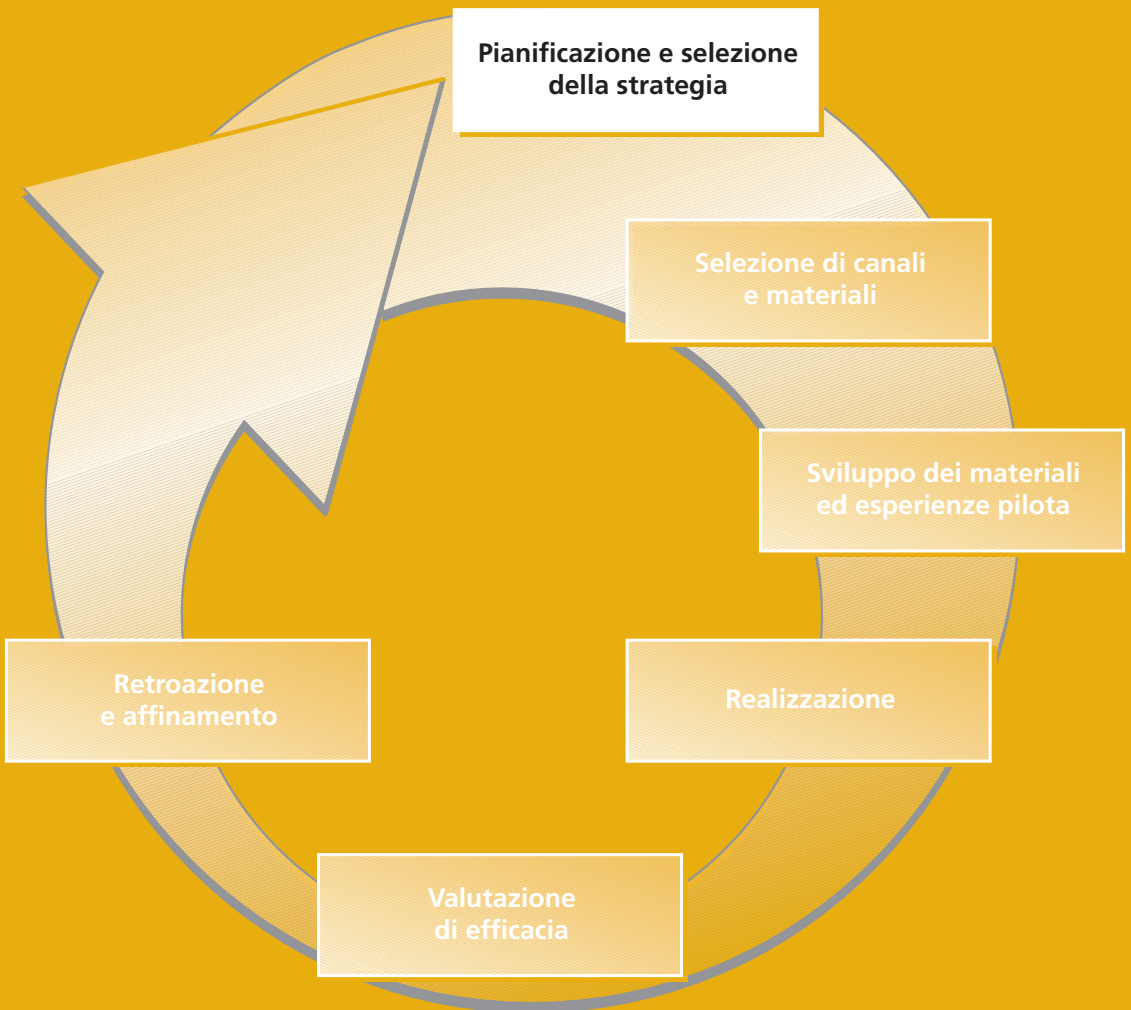 Pianificazione e selezione
della strategia
Selezione di canali
e materiali
Sviluppo dei materiali
ed esperienze pilota
Realizzazione
Valutazione
di efficacia
Retroazione
e affinamento